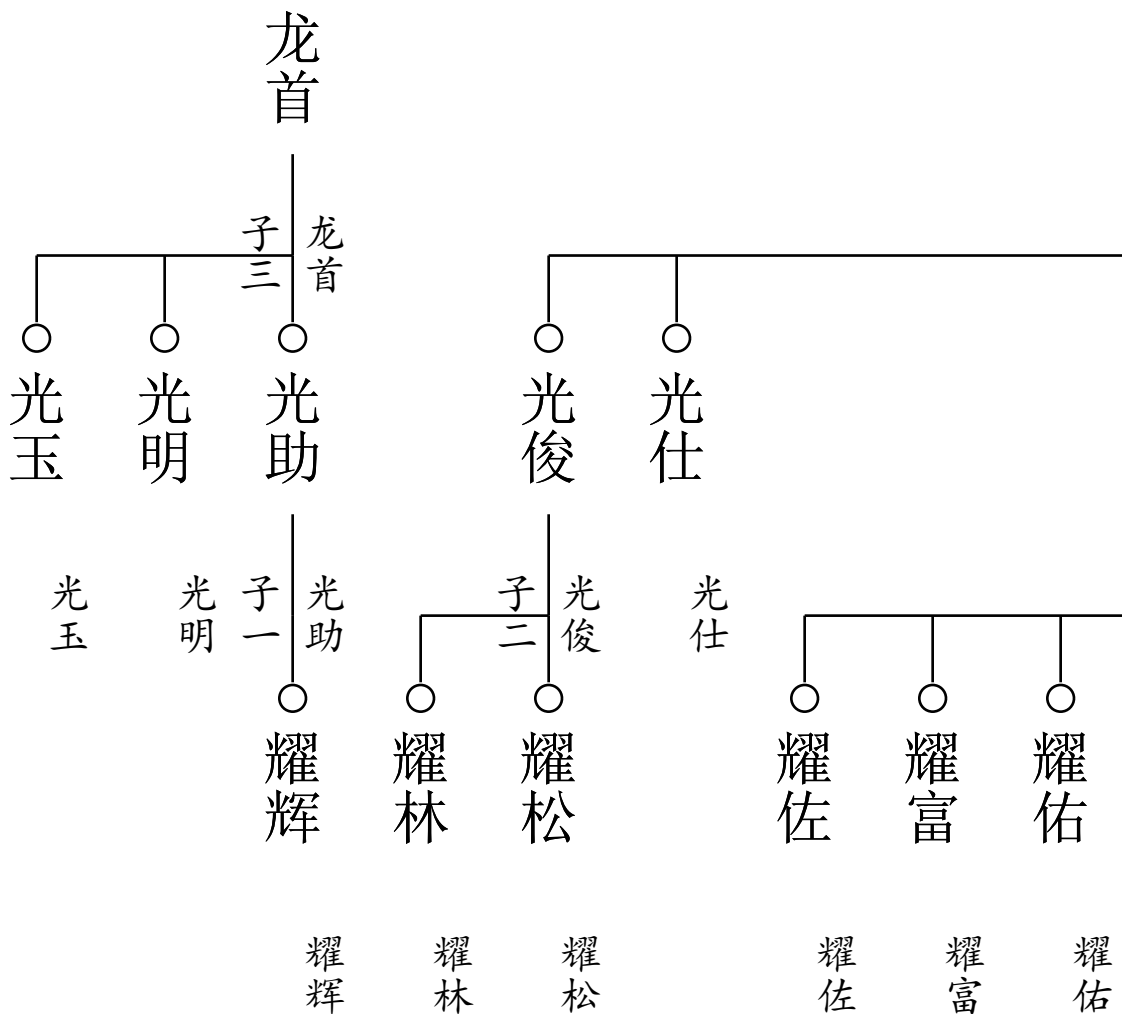 龙首
龙首
子三
光仕
光俊
光助
光明
光玉
光仕
光俊
子二
光助
子一
光明
光玉
耀佑
耀富
耀佐
耀松
耀林
耀辉
耀佑
耀富
耀佐
耀松
耀林
耀辉